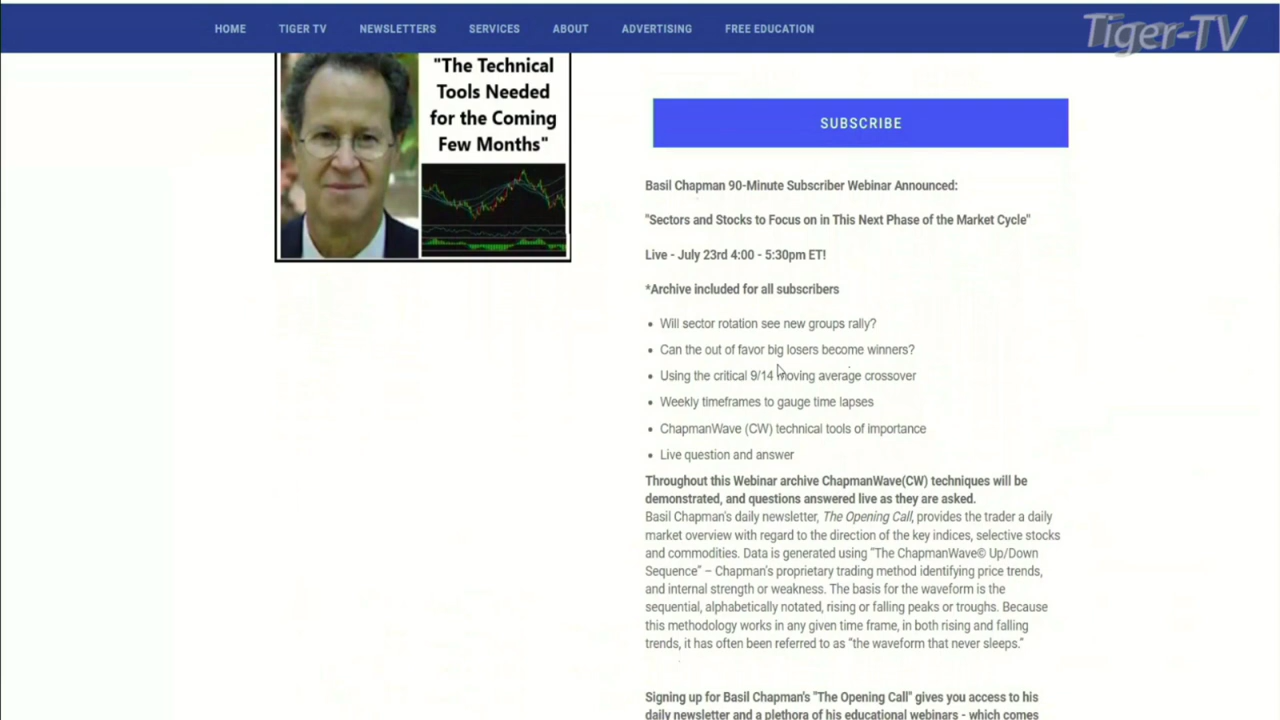 HOME TIGER TV NEWSLETTERS SERVICES ABOUT ADVERTISING FREE EDUCATION
Tiger-TV
"The Technical
Tools Needed
for the Coming
Few Months"
SUBSCRIBE
Basil Chapman 90-Minute Subscriber Webinar Announced:
"Sectors and Stocks to Focus on in This Next Phase of the Market Cycle"
Live - July 23rd 4:00 - 5:30pm ET!
*Archive included for all subscribers
• Will sector rotation see new groups rally?
• Can the out of favor big losers become winners?
• Using the critical 9/14 moving average crossover
• Weekly timeframes to gauge time lapses
• ChapmanWave (CW) technical tools of importance
• Live question and answer
Throughout this Webinar archive ChapmanWave(CW) techniques will be
demonstrated, and questions answered live as they are asked.
Basil Chapman's daily newsletter, The Opening Call, provides the trader a daily
market overview with regard to the direction of the key indices, selective stocks
and commodities. Data is generated using "The ChapmanWave© Up/Down
Sequence" – Chapman's proprietary trading method identifying price trends,
and internal strength or weakness. The basis for the waveform is the
sequential, alphabetically notated, rising or falling peaks or troughs. Because
this methodology works in any given time frame, in both rising and falling
trends, it has often been referred to as "the waveform that never sleeps."
Signing up for Basil Chapman's "The Opening Call" gives you access to his
daily newsletter and a plethora of his educational webinars - which comes